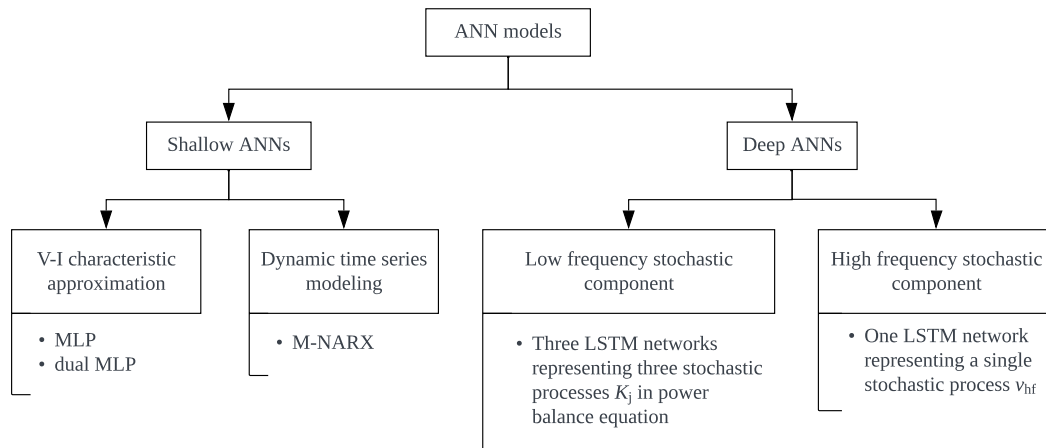 ANN models
Shallow ANNs
Deep ANNs
V-I characteristic
approximation
Dynamic time series
modeling
Low frequency stochastic
component
High frequency stochastic
component
• MLP
• dual MLP
• M-NARX
• Three LSTM networks
representing three stochastic
processes Kj in power
balance equation
• One LSTM network
representing a single
stochastic process vhf